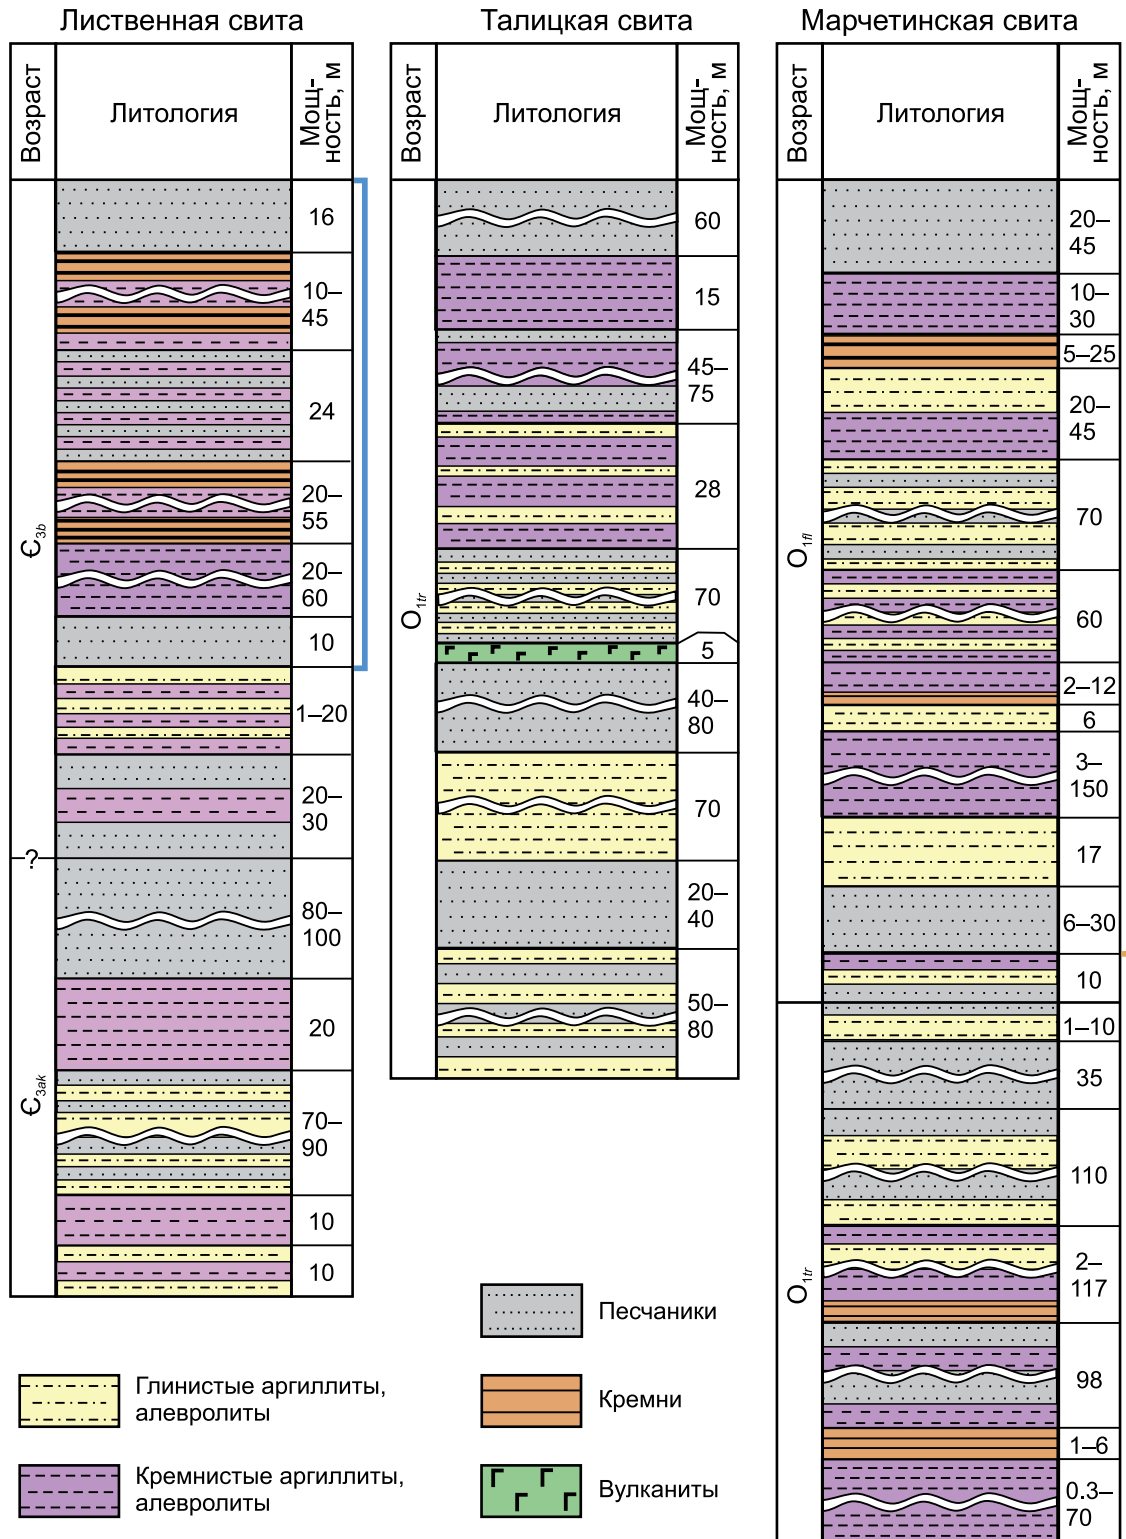 Лиственная свита
Возраст
Литология
Мощ-
ность, м
16
10–
45
24
20–
55
20–
60
10
1–20
20–
30
80–
100
20
70–
90
10
10
Є3b
?
Є3ak
Талицкая свита
Возраст
Литология
Мощ-
ность, м
60
15
45–
75
28
70
5
40–
80
70
20–
40
50–
80
O1tr
Марчетинская свита
Возраст
Литология
Мощ-
ность, м
20–
45
10–
30
5–25
20–
45
70
60
2–12
6
3–
150
17
6–30
10
1–10
35
110
2–
117
98
1–6
0.3–
70
O1fl
O1tr
Песчаники
Глинистые аргиллиты,
алевролиты
Кремни
Кремнистые аргиллиты,
алевролиты
Вулканиты